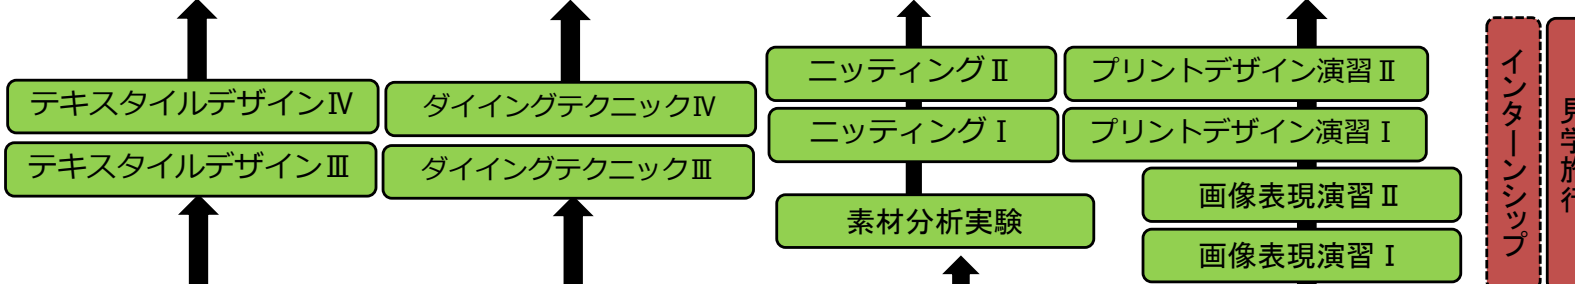 テキスタイルデザインⅣ
テキスタイルデザインⅢ
ダイイングテクニックⅣ
ダイイングテクニックⅢ
ニッティングⅡ
ニッティングⅠ
素材分析実験
プリントデザイン演習Ⅱ
プリントデザイン演習Ⅰ
画像表現演習Ⅱ
画像表現演習Ⅰ
インターンシップ
見学旅行